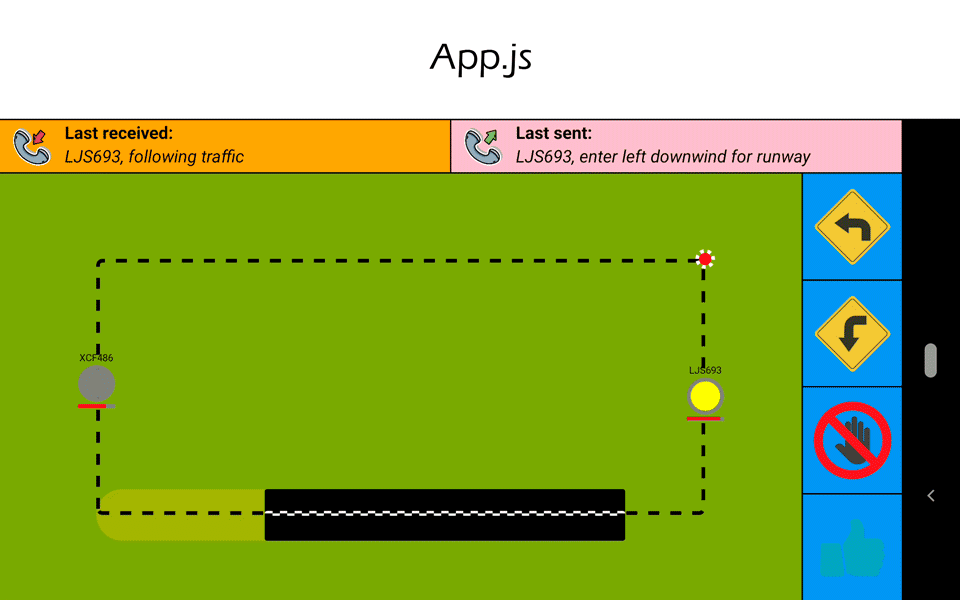 App.js
Last received:
LJS693, following traffic
Last sent:
LJS693, enter left downwind for runway
XCF486
LJS693